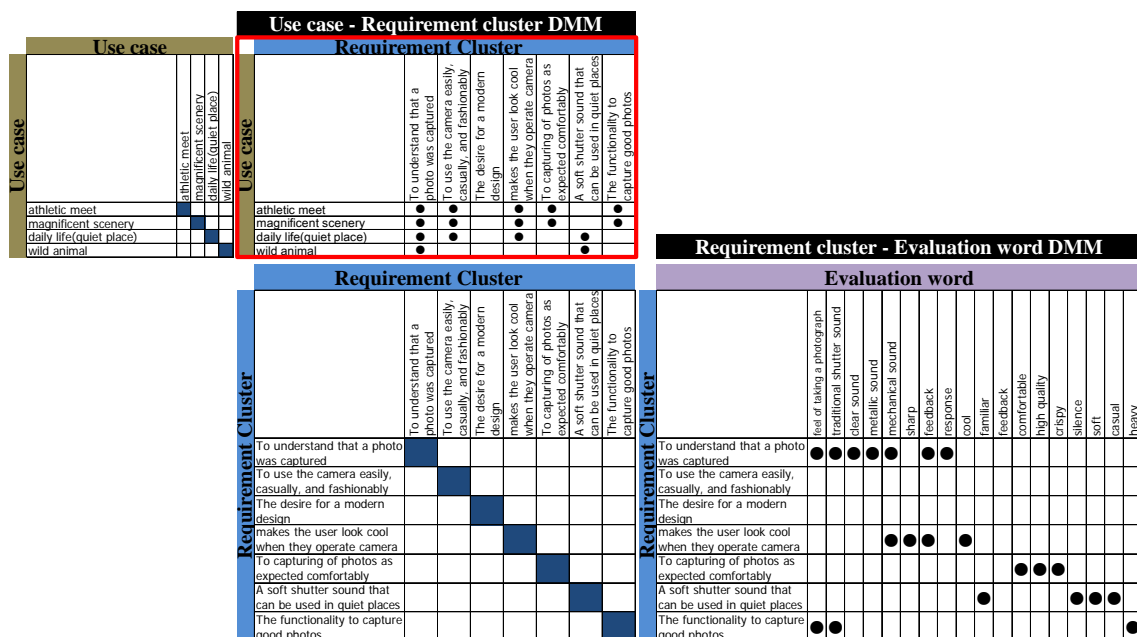 Use case - Requirement cluster DMM
Use case
Requirement Cluster
Use case
athletic meet
magnificent scenery
daily life(quiet place)
wild animal
Use case
To understand that a
photo was captured
To use the camera easily,
casually, and fashionably
The desire for a modern
design
makes the user look cool
when they operate camera
To capturing of photos as
expected comfortably
A soft shutter sound that
can be used in quiet places
The functionality to
capture good photos
athletic meet
magnificent scenery
daily life(quiet place)
wild animal
athletic meet
magnificent scenery
daily life(quiet place)
wild animal
Requirement cluster - Evaluation word DMM
Requirement Cluster
Evaluation word
Requirement Cluster
To understand that a
photo was captured
To use the camera easily,
casually, and fashionably
The desire for a modern
design
makes the user look cool
when they operate camera
To capturing of photos as
expected comfortably
A soft shutter sound that
can be used in quiet places
The functionality to
capture good photos
Requirement Cluster
feel of taking a photograph
traditional shutter sound
clear sound
metallic sound
mechanical sound
sharp
feedback
response
cool
familiar
feedback
comfortable
high quality
crispy
silence
soft
casual
heavy
To understand that a photo
was captured
To use the camera easily,
casually, and fashionably
The desire for a modern
design
makes the user look cool
when they operate camera
To capturing of photos as
expected comfortably
A soft shutter sound that
can be used in quiet places
The functionality to capture
good photos
To understand that a photo
was captured
To use the camera easily,
casually, and fashionably
The desire for a modern
design
makes the user look cool
when they operate camera
To capturing of photos as
expected comfortably
A soft shutter sound that
can be used in quiet places
The functionality to capture
good photos